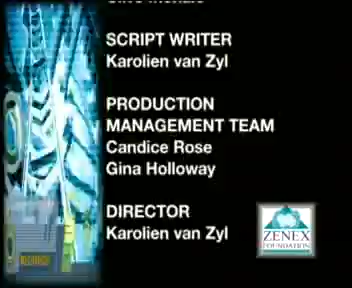 SCRIPT WRITER
Karolien van Zyl
PRODUCTION
MANAGEMENT TEAM
Candice Rose
Gina Holloway
DIRECTOR
Karolien van Zyl
ZENEX
FOUNDATION